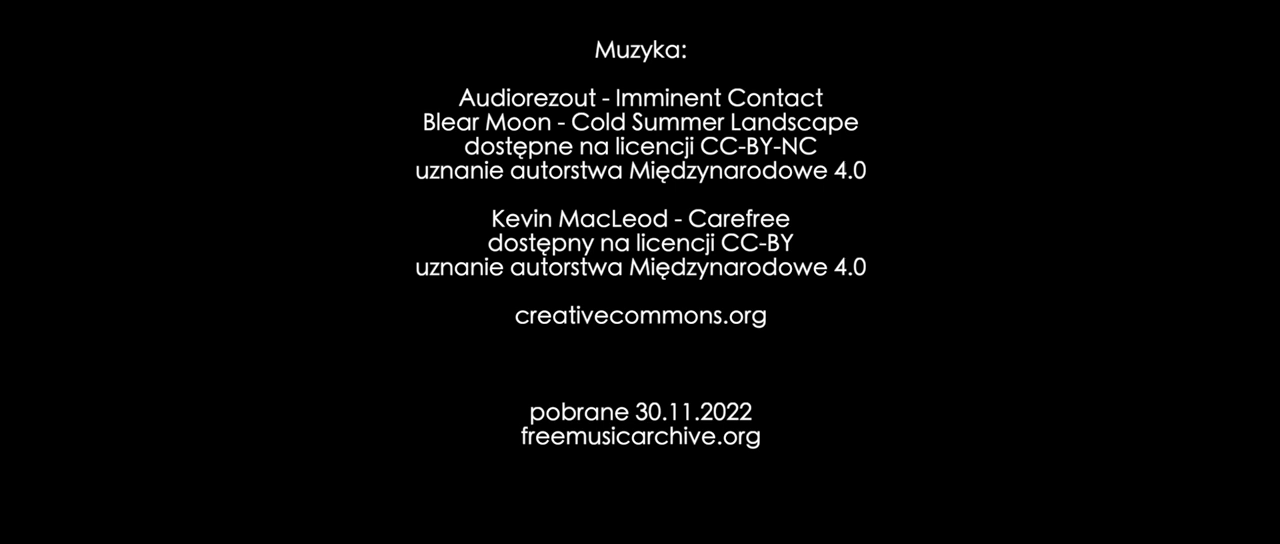 Muzyka:
Audiorezout - Imminent Contact
Blear Moon - Cold Summer Landscape
dostępne na licencji CC-BY-NC
uznanie autorstwa Międzynarodowe 4.0
Kevin MacLeod - Carefree
dostępny na licencji CC-BY
uznanie autorstwa Międzynarodowe 4.0
creativecommons.org
pobrane 30.11.2022
freemusicarchive.org